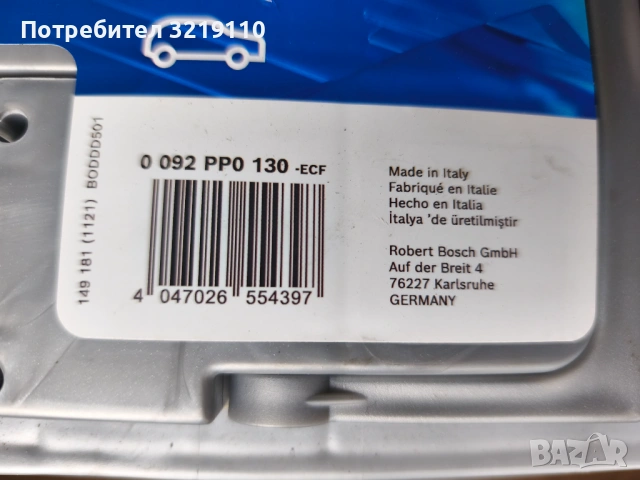 Потребител 3219110
149 181 (1121) BODDD501
0 092 PP0 130 -ECF
4 047026 554397
Made in Italy
Fabriqué en Italie
Hecho en Italia
İtalya 'de üretilmiştir
Robert Bosch GmbH
Auf der Breit 4
76227 Karlsruhe
GERMANY
BAZAR